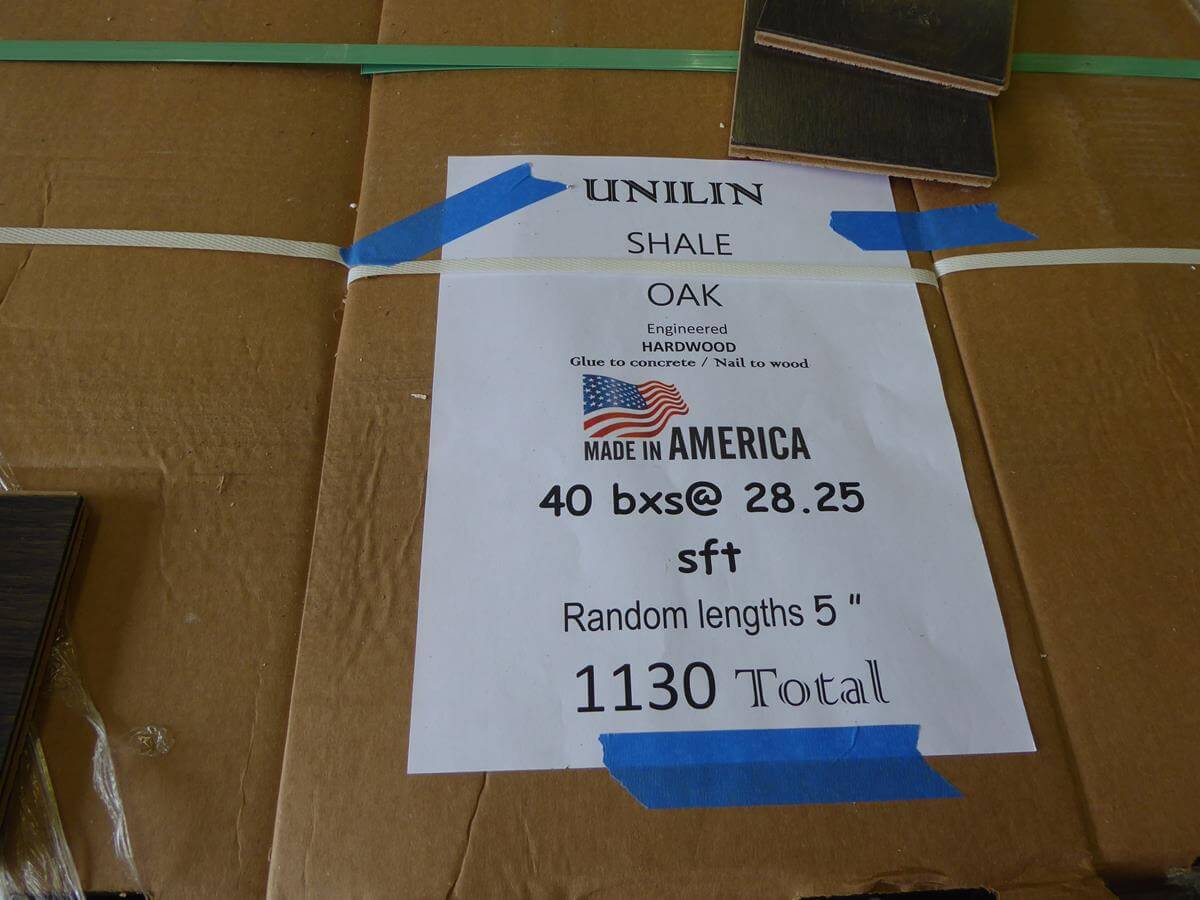 UNILIN
SHALE
OAK
Engineered
HARDWOOD
Glue to concrete / Nail to wood
MADE IN AMERICA
40 bxs@ 28.25
sft
Random lengths 5 "
1130 Total